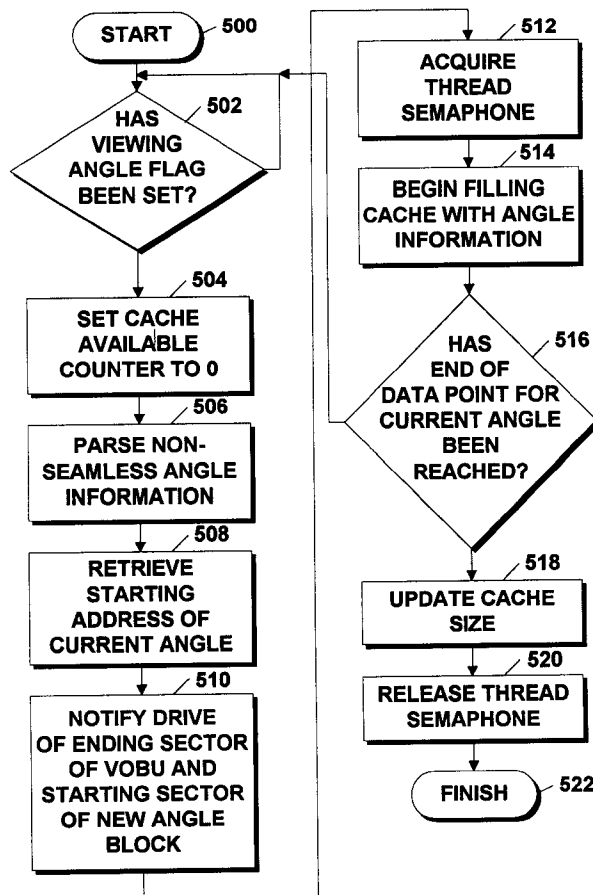 START
500
HAS
VIEWING
ANGLE FLAG
BEEN SET?
502
504
SET CACHE
AVAILABLE
COUNTER TO 0
506
PARSE NON-
SEAMLESS ANGLE
INFORMATION
508
RETRIEVE
STARTING
ADDRESS OF
CURRENT ANGLE
510
NOTIFY DRIVE
OF ENDING SECTOR
OF VOBU AND
STARTING SECTOR
OF NEW ANGLE
BLOCK
512
ACQUIRE
THREAD
SEMAPHONE
514
BEGIN FILLING
CACHE WITH ANGLE
INFORMATION
516
HAS
END OF
DATA POINT FOR
CURRENT ANGLE
BEEN
REACHED?
518
UPDATE CACHE
SIZE
520
RELEASE THREAD
SEMAPHONE
FINISH
522